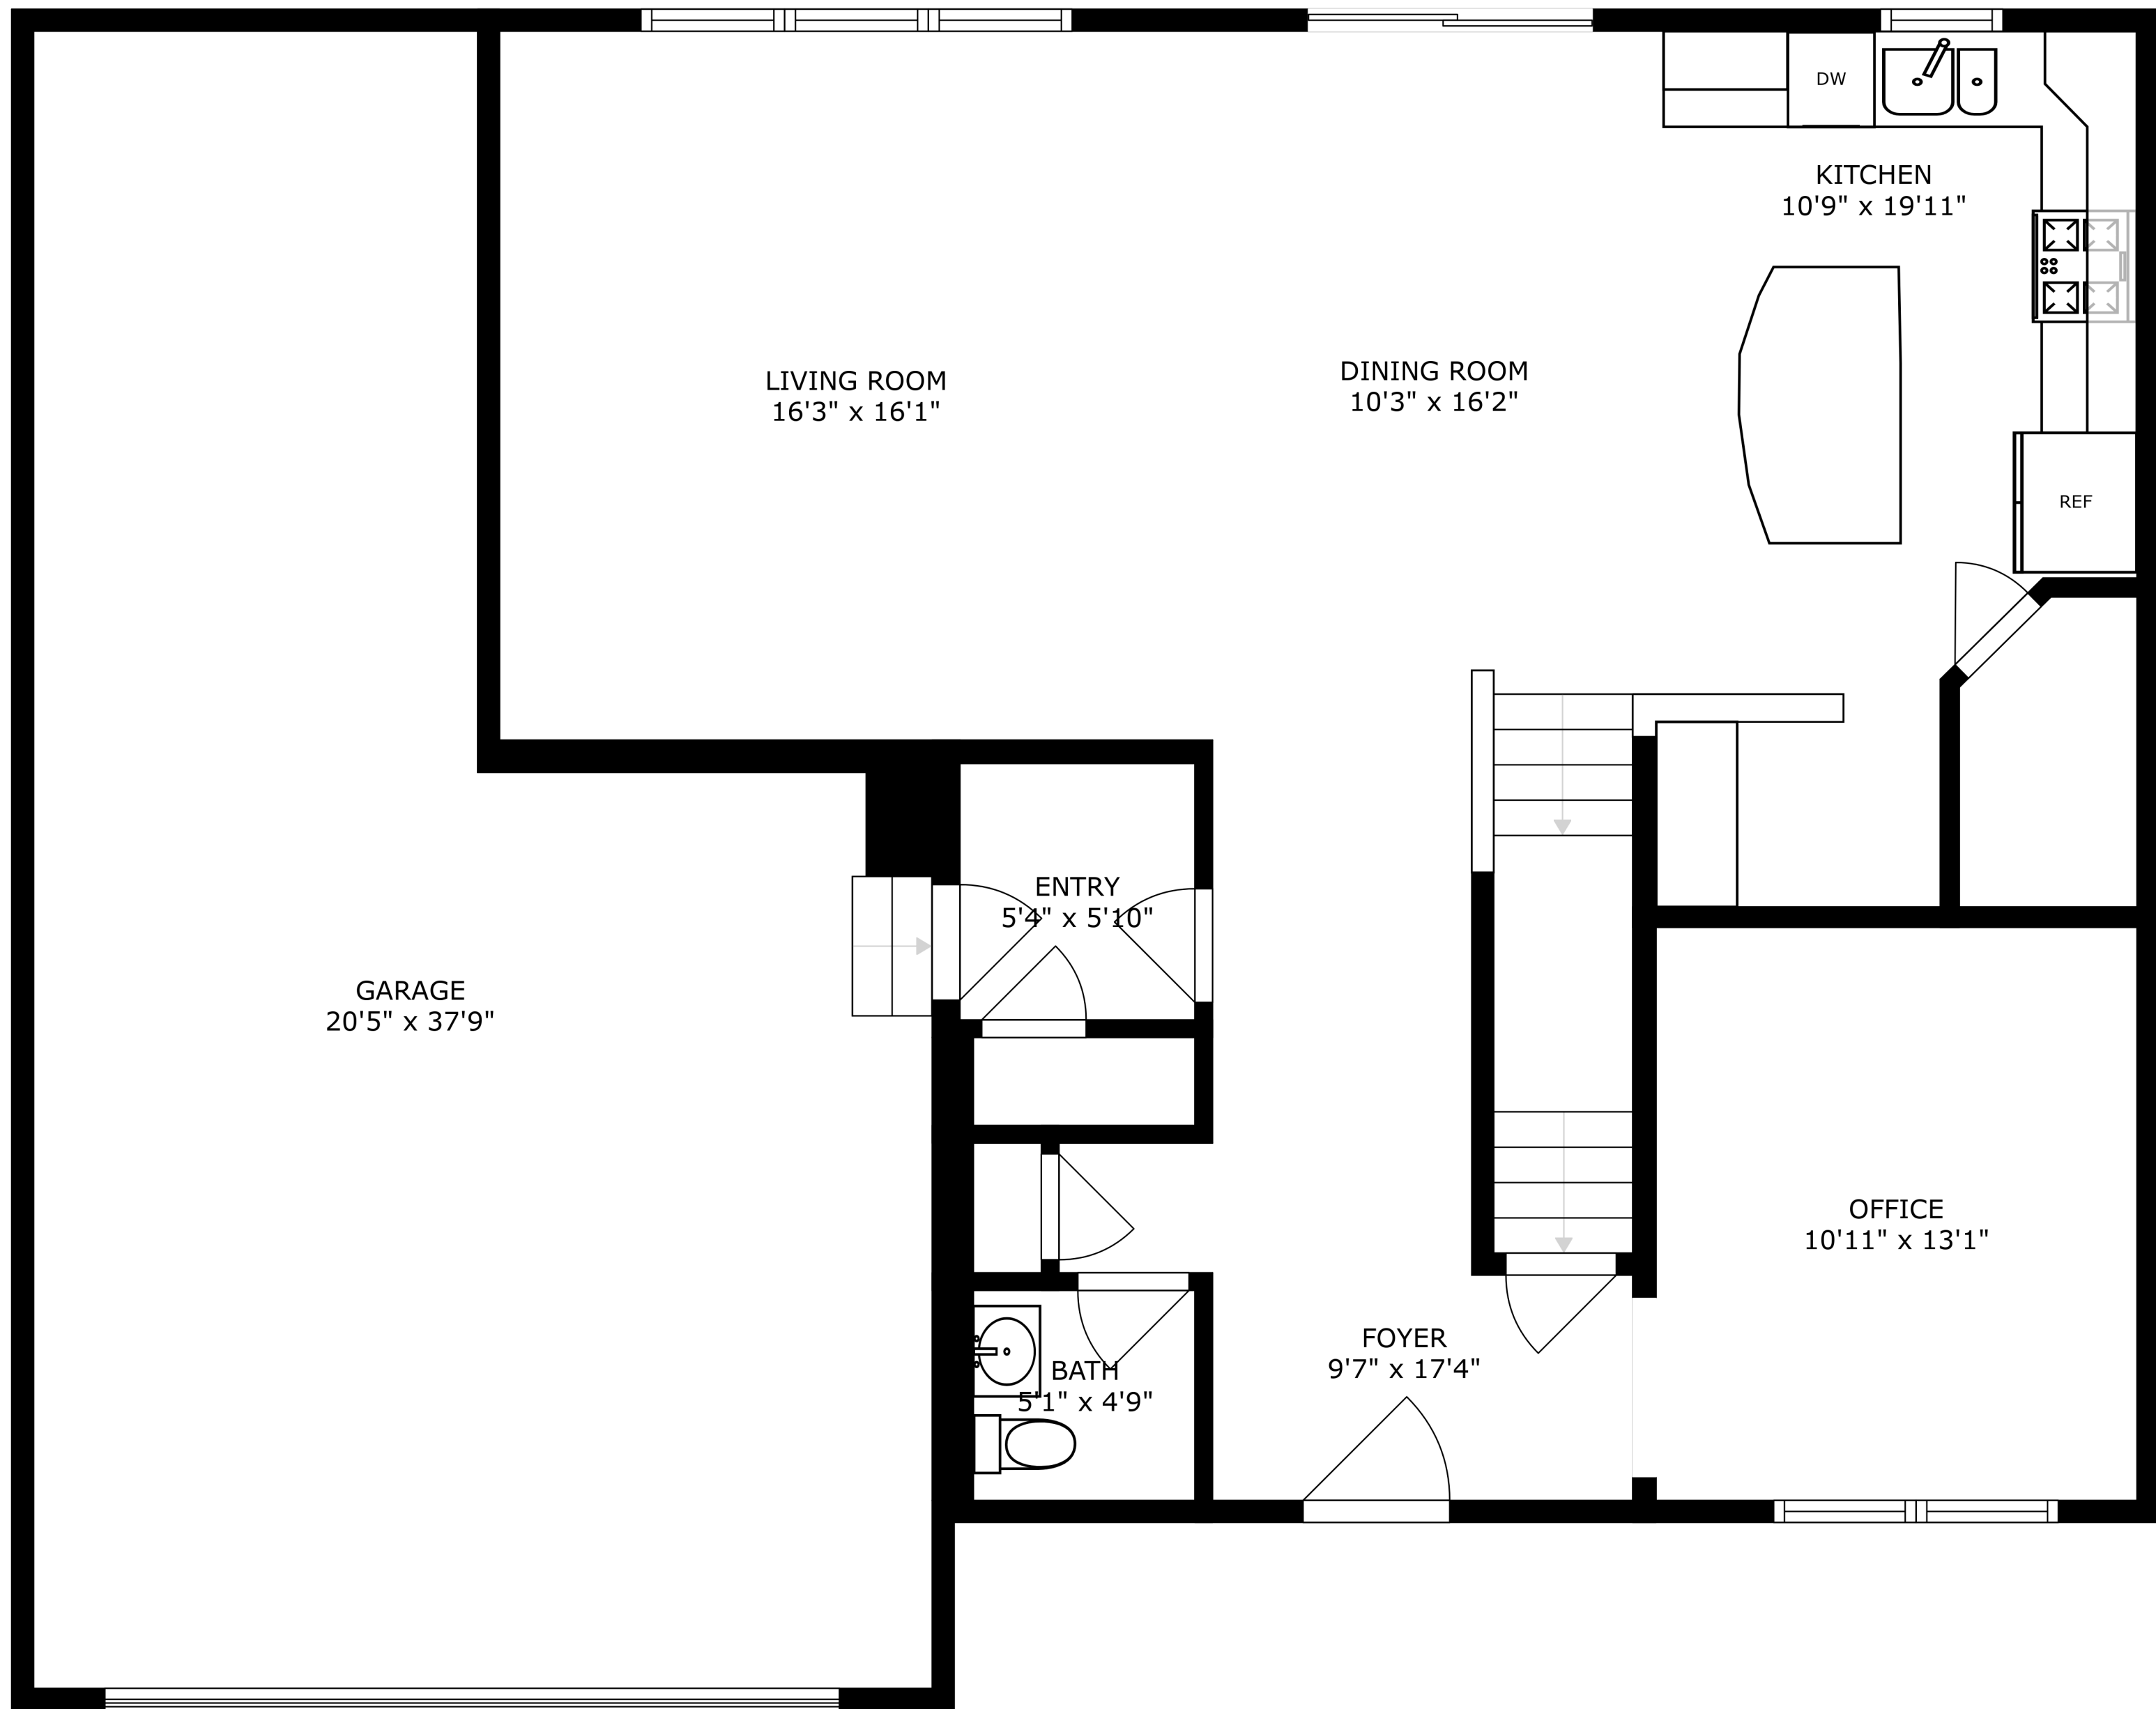 DW
KITCHEN
10'9" x 19'11"
LIVING ROOM
16'3" x 16'1"
DINING ROOM
10'3" x 16'2"
REF
ENTRY
5'4" x 5'10"
GARAGE
20'5" x 37'9"
OFFICE
10'11" x 13'1"
FOYER
9'7" x 17'4"
BATH
5'1" x 4'9"